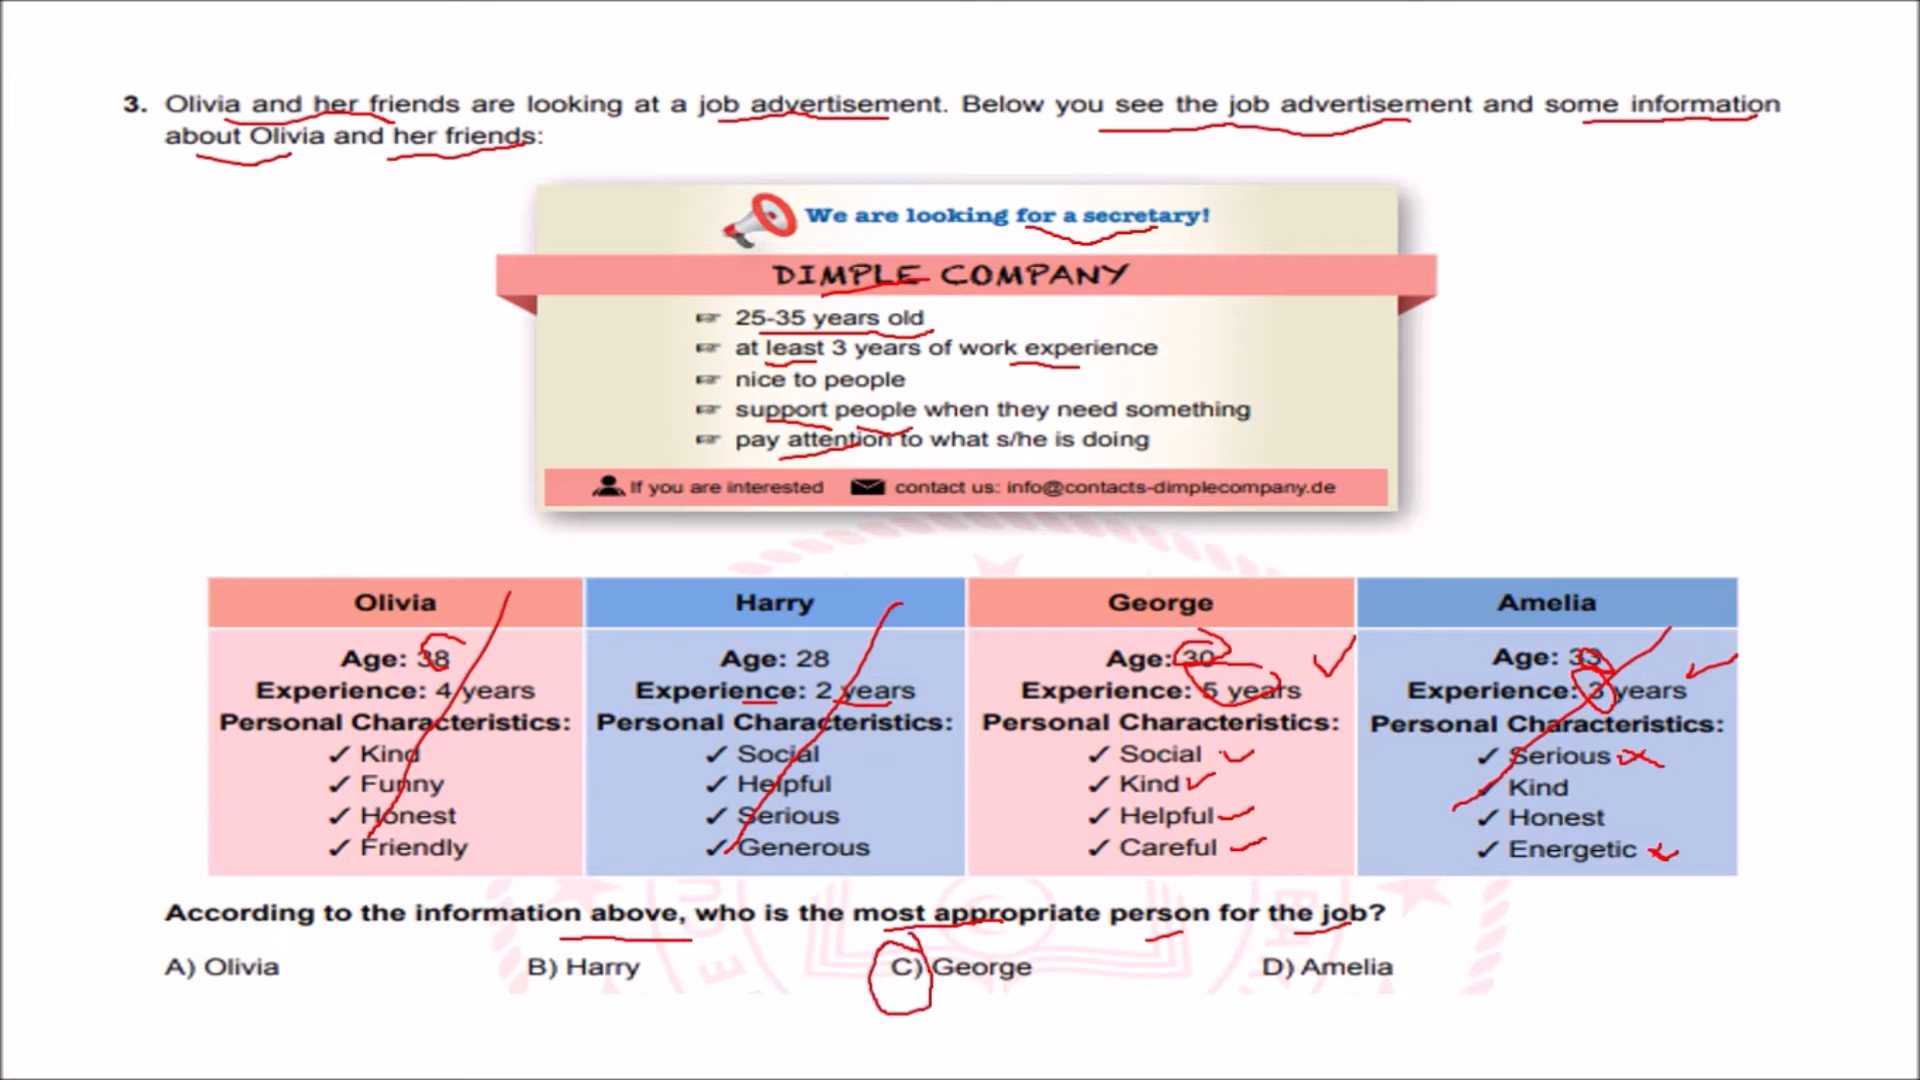 3. Olivia and her friends are looking at a job advertisement. Below you see the job advertisement and some information
about Olivia and her friends:
We are looking for a secretary!
DIMPLE COMPANY
25-35 years old
at least 3 years of work experience
nice to people
support people when they need something
pay attention to what s/he is doing
If you are interested contact us: info@contacts-dimplecompany.de
Olivia
Age: 38
Experience: 4 years
Personal Characteristics:
✓ Kind
✓ Funny
✓ Honest
✓ Friendly
Harry
Age: 28
Experience: 2 years
Personal Characteristics:
✓ Social
✓ Helpful
✓ Serious
✓ Generous
George
Age: 30
Experience: 5 years
Personal Characteristics:
✓ Social
✓ Kind
✓ Helpful
✓ Careful
Amelia
Age: 33
Experience: 3 years
Personal Characteristics:
✓ Serious
✓ Kind
✓ Honest
✓ Energetic
According to the information above, who is the most appropriate person for the job?
A) Olivia B) Harry C) George D) Amelia